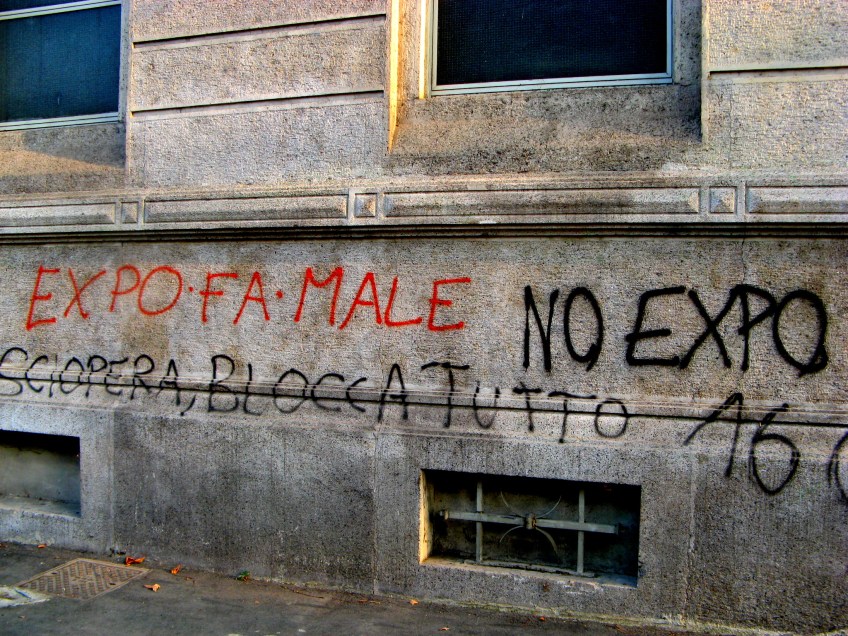 EXPO·FA·MALE
NO EXPO
SCIOPERA, BLOCCA TUTTO 16